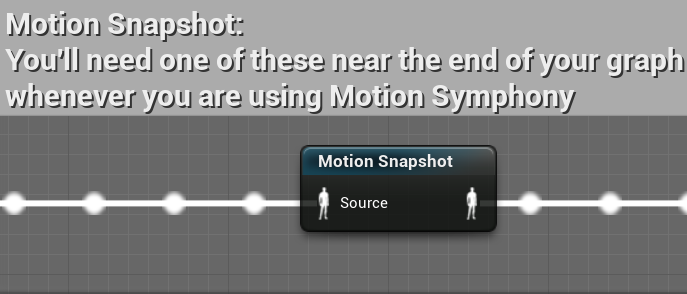 Motion Snapshot:
You'll need one of these near the end of your graph
whenever you are using Motion Symphony
Motion Snapshot
Source